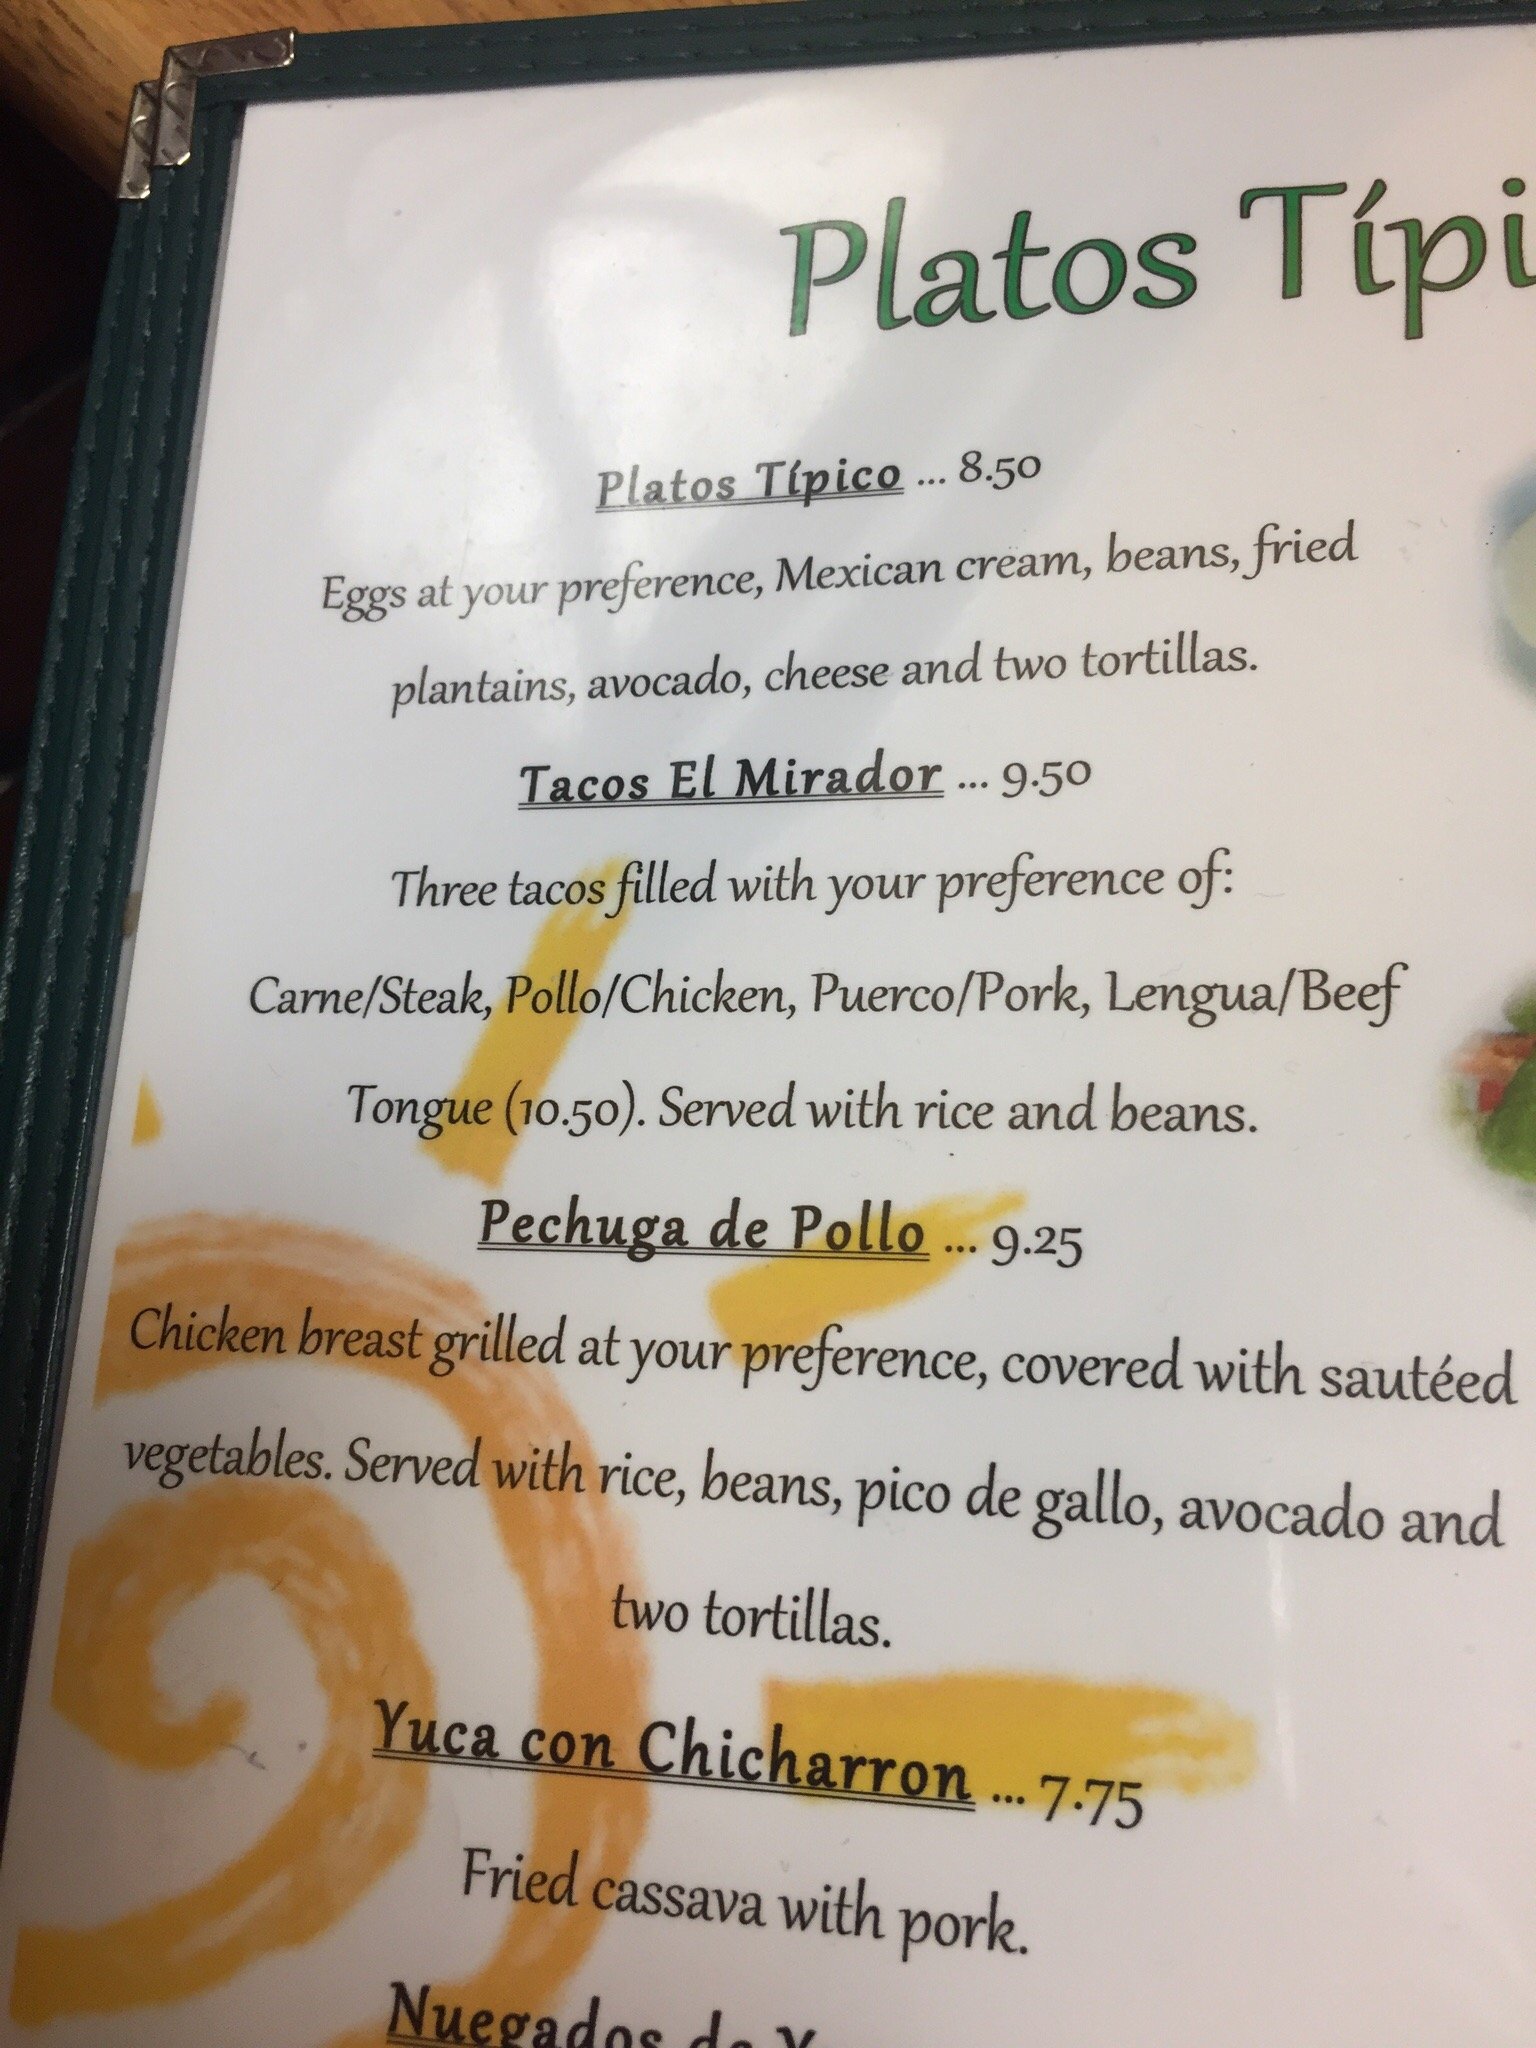 Platos Típi
Platos Típico ... 8.50
Eggs at your preference, Mexican cream, beans, fried
plantains, avocado, cheese and two tortillas.
Tacos El Mirador ... 9.50
Three tacos filled with your preference of:
Carne/Steak, Pollo/Chicken, Puerco/Pork, Lengua/Beef
Tongue (10.50). Served with rice and beans.
Pechuga de Pollo ... 9.25
Chicken breast grilled at your preference, covered with sautéed
vegetables. Served with rice, beans, pico de gallo, avocado and
two tortillas.
Yuca con Chicharron ... 7.75
Fried cassava with pork.
Nuegados de Y